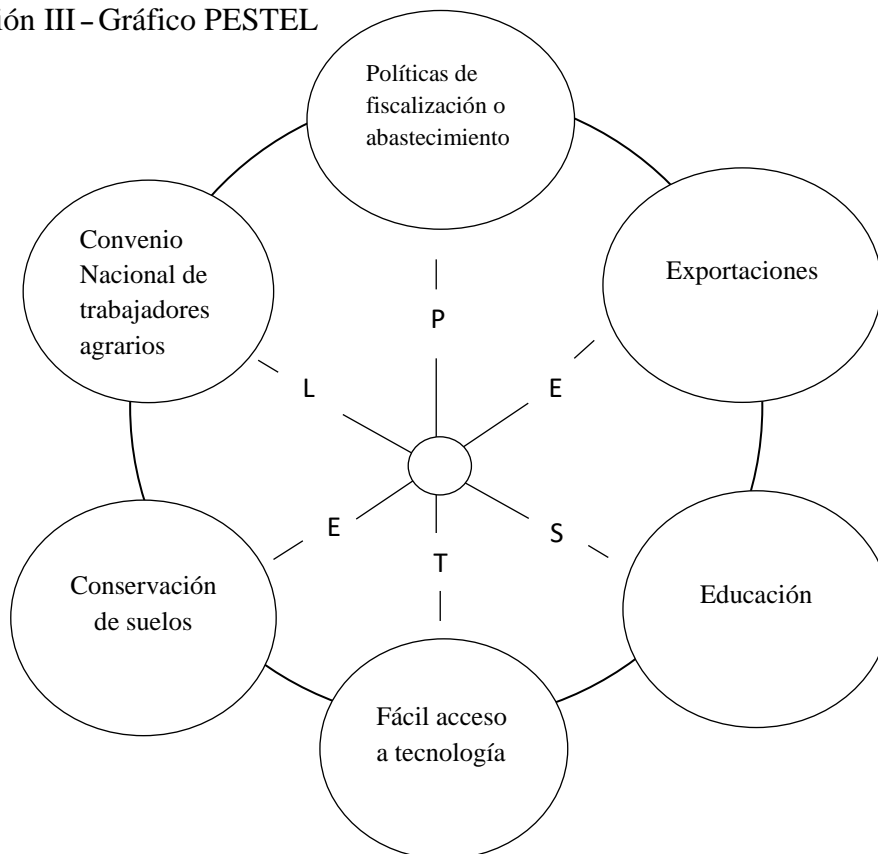 ión III – Gráfico PESTEL
Políticas de
fiscalización o
abastecimiento
Convenio
Nacional de
trabajadores
agrarios
Exportaciones
P
L
E
E
S
T
Conservación
de suelos
Educación
Fácil acceso
a tecnología